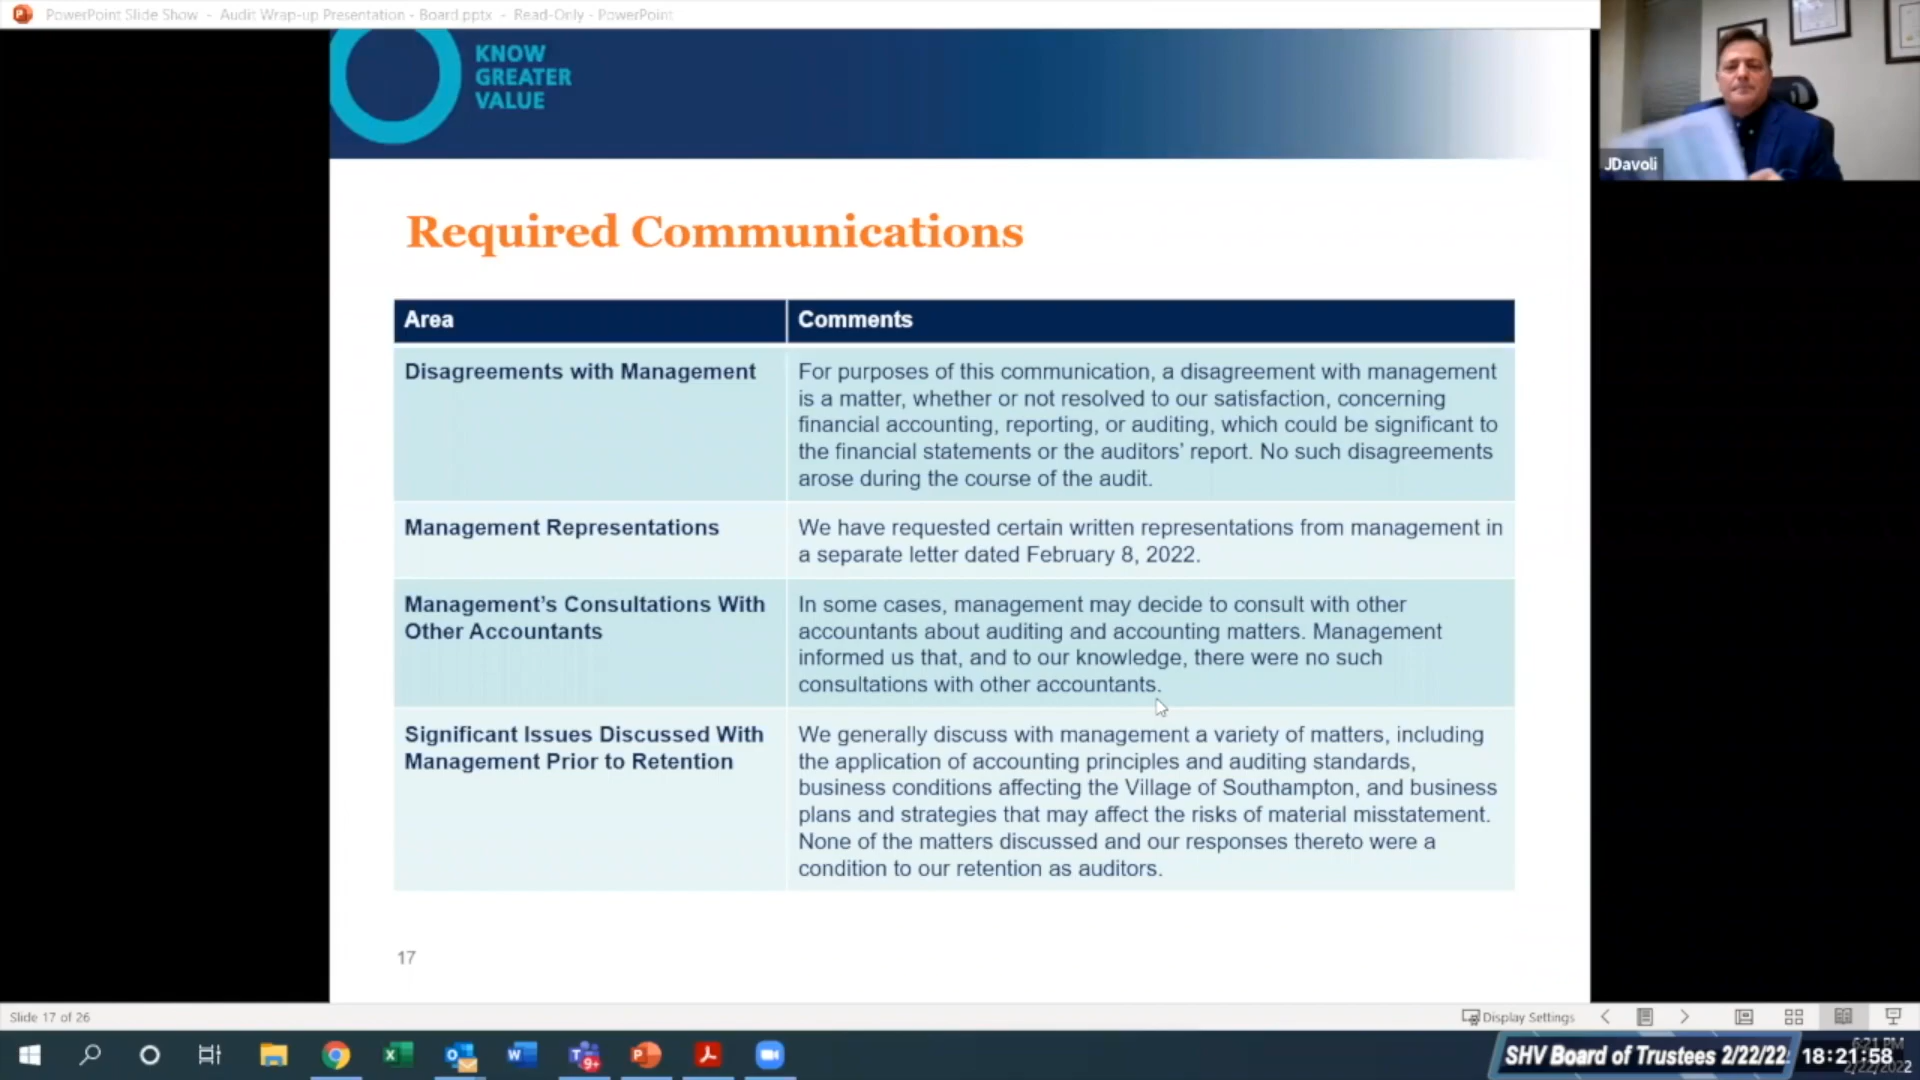 PowerPoint Slide Show - Audit Wrap-up Presentation - Board.pptx - Read-Only - PowerPoint
KNOW
GREATER
VALUE
JDavoli
Required Communications
Area
Comments
Disagreements with Management
For purposes of this communication, a disagreement with management
is a matter, whether or not resolved to our satisfaction, concerning
financial accounting, reporting, or auditing, which could be significant to
the financial statements or the auditors’ report. No such disagreements
arose during the course of the audit.
Management Representations
We have requested certain written representations from management in
a separate letter dated February 8, 2022.
Management’s Consultations With
Other Accountants
In some cases, management may decide to consult with other
accountants about auditing and accounting matters. Management
informed us that, and to our knowledge, there were no such
consultations with other accountants.
Significant Issues Discussed With
Management Prior to Retention
We generally discuss with management a variety of matters, including
the application of accounting principles and auditing standards,
business conditions affecting the Village of Southampton, and business
plans and strategies that may affect the risks of material misstatement.
None of the matters discussed and our responses thereto were a
condition to our retention as auditors.
17
Slide 17 of 26
Display Settings
9+
SHV Board of Trustees 2/22/22
18:21:58